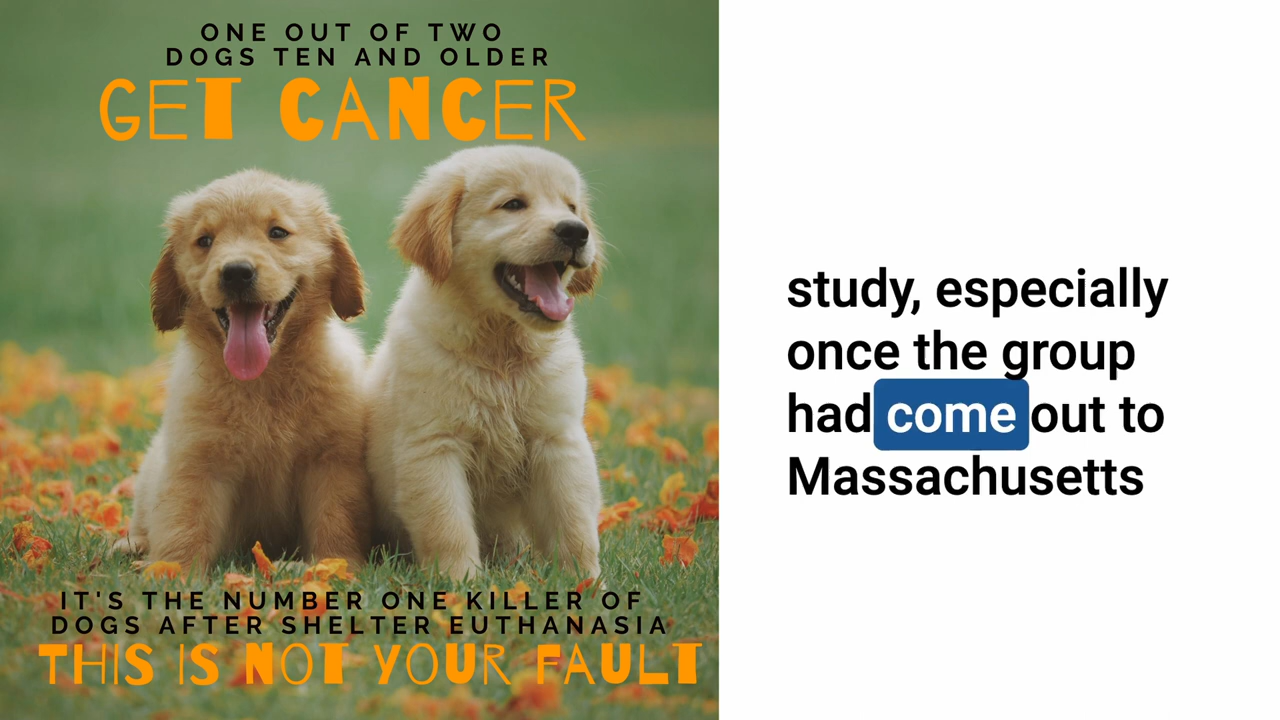 ONE OUT OF TWO
DOGS TEN AND OLDER
GET CANCER
IT'S THE NUMBER ONE KILLER OF
DOGS AFTER SHELTER EUTHANASIA
THIS IS NOT YOUR FAULT
study, especially
once the group
had come out to
Massachusetts